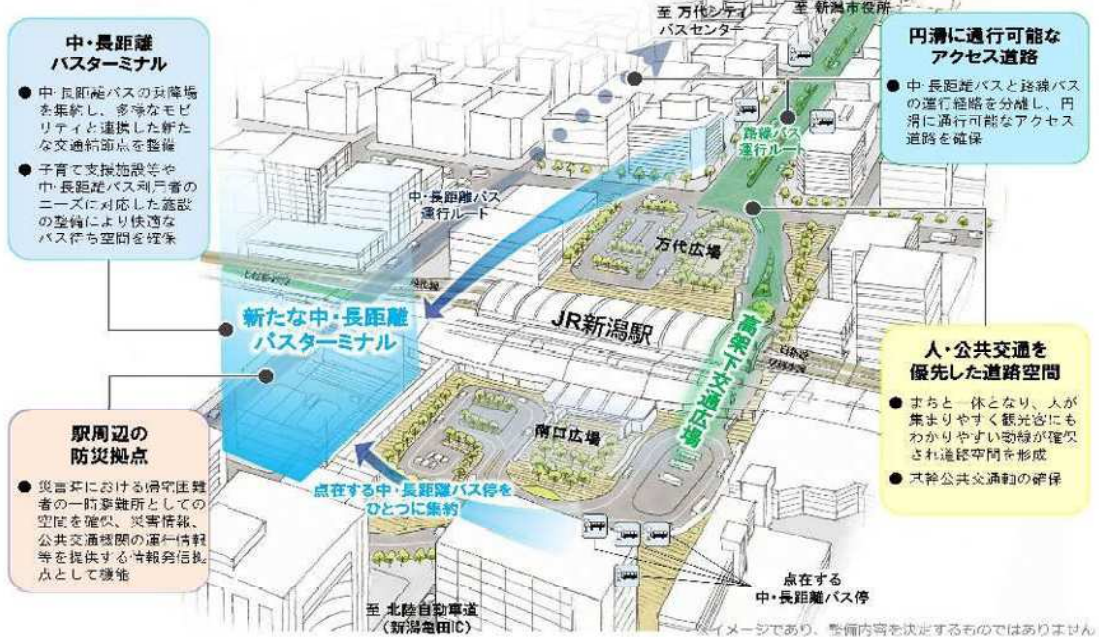 中・長距離
バスターミナル
● 中・長距離バスの乗降場
を集約し、多様なモビ
リティと連携した新た
な交通結節点を整備
● 子育て支援施設等や
中・長距離バス利用者の
ニーズに対応した施設
の整備により快適な
バス待ち空間を確保
至 万代シティ
バスセンター
至 新潟市役所
円滑に通行可能な
アクセス道路
● 中・長距離バスと路線バス
の運行経路を分離し、円
滑に通行可能なアクセス
道路を確保
路線バス
運行ルート
中・長距離バス
運行ルート
万代広場
新たな中・長距離
バスターミナル
JR新潟駅
高架下交通広場
人・公共交通を
優先した道路空間
● まちと一体となり、人が
集まりやすく観光客にも
わかりやすい動線が確保
され道路空間を形成
● 基幹公共交通軸の確保
駅周辺の
防災拠点
● 災害時における帰宅困難
者の一時避難所としての
空間を確保、災害情報、
公共交通機関の運行情報
等を提供する情報発信拠
点として機能
南口広場
点在する中・長距離バス停を
ひとつに集約
点在する
中・長距離バス停
至 北陸自動車道
(新潟亀田IC)
イメージであり、整備内容を決定するものではありません